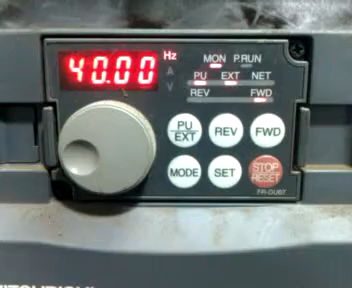 40.00 Hz
A
V
MON P.RUN
PU EXT NET
REV FWD
PU
EXT
REV
FWD
MODE
SET
STOP
RESET
FR-DU07
MITSUBISHI